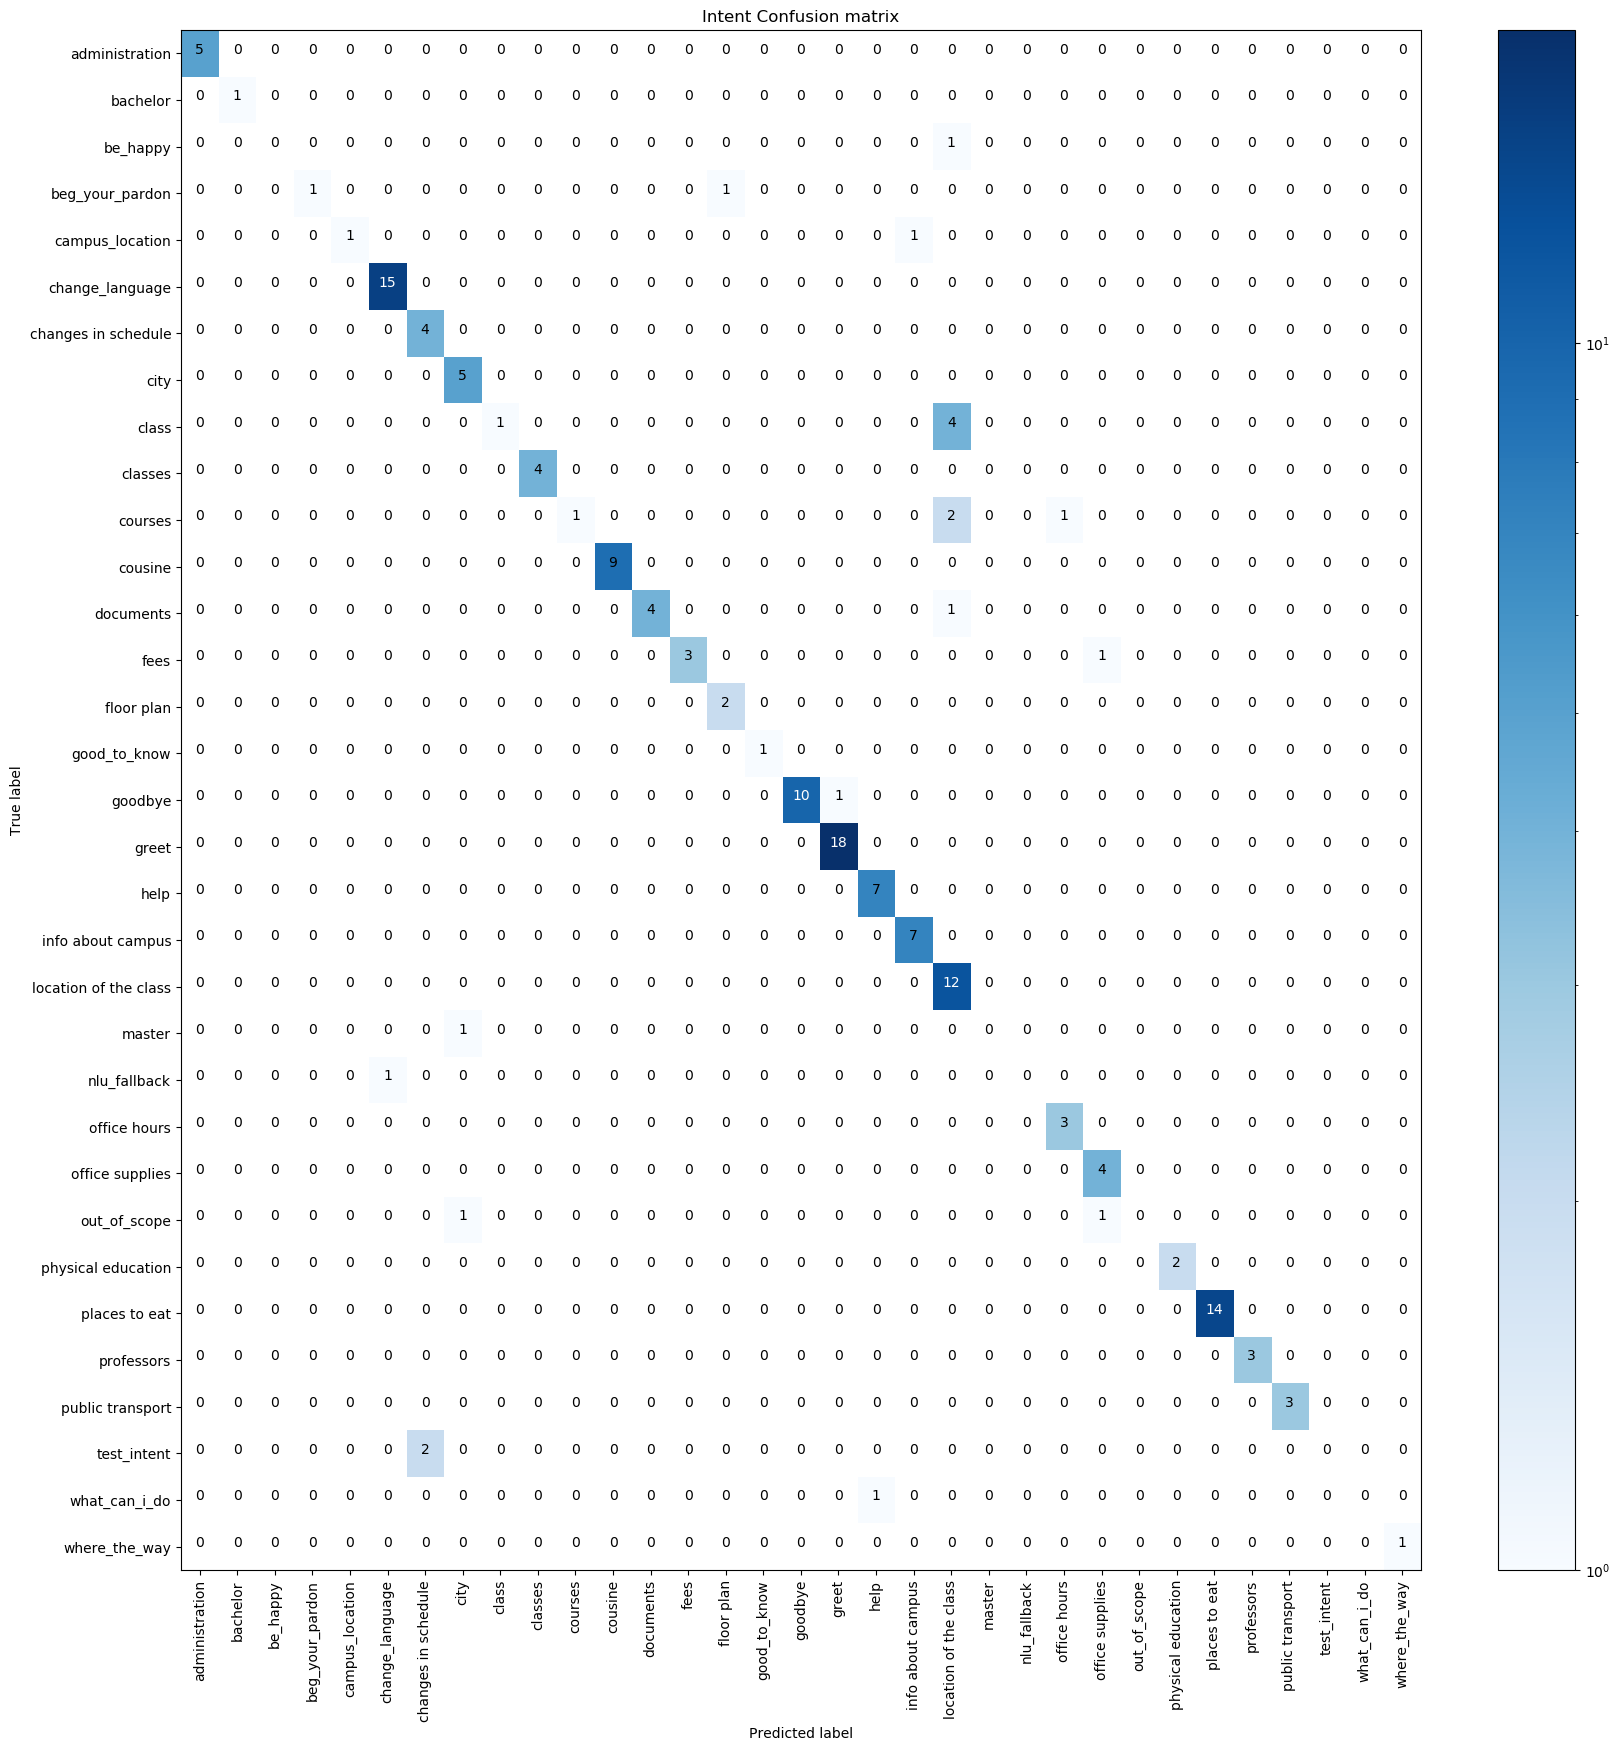 Intent Confusion matrix
administration 5 0 0 0 0 0 0 0 0 0 0 0 0 0 0 0 0 0 0 0 0 0 0 0 0 0 0 0 0 0 0 0 0
bachelor 0 1 0 0 0 0 0 0 0 0 0 0 0 0 0 0 0 0 0 0 0 0 0 0 0 0 0 0 0 0 0 0 0
be_happy 0 0 0 0 0 0 0 0 0 0 0 0 0 0 0 0 0 0 0 0 1 0 0 0 0 0 0 0 0 0 0 0 0
beg_your_pardon 0 0 0 1 0 0 0 0 0 0 0 0 0 0 1 0 0 0 0 0 0 0 0 0 0 0 0 0 0 0 0 0 0
campus_location 0 0 0 0 1 0 0 0 0 0 0 0 0 0 0 0 0 0 0 1 0 0 0 0 0 0 0 0 0 0 0 0 0
change_language 0 0 0 0 0 15 0 0 0 0 0 0 0 0 0 0 0 0 0 0 0 0 0 0 0 0 0 0 0 0 0 0 0
changes in schedule 0 0 0 0 0 0 4 0 0 0 0 0 0 0 0 0 0 0 0 0 0 0 0 0 0 0 0 0 0 0 0 0 0
city 0 0 0 0 0 0 0 5 0 0 0 0 0 0 0 0 0 0 0 0 0 0 0 0 0 0 0 0 0 0 0 0 0
class 0 0 0 0 0 0 0 0 1 0 0 0 0 0 0 0 0 0 0 0 4 0 0 0 0 0 0 0 0 0 0 0 0
classes 0 0 0 0 0 0 0 0 0 4 0 0 0 0 0 0 0 0 0 0 0 0 0 0 0 0 0 0 0 0 0 0 0
courses 0 0 0 0 0 0 0 0 0 0 1 0 0 0 0 0 0 0 0 0 2 0 0 1 0 0 0 0 0 0 0 0 0
cousine 0 0 0 0 0 0 0 0 0 0 0 9 0 0 0 0 0 0 0 0 0 0 0 0 0 0 0 0 0 0 0 0 0
documents 0 0 0 0 0 0 0 0 0 0 0 0 4 0 0 0 0 0 0 0 1 0 0 0 0 0 0 0 0 0 0 0 0
fees 0 0 0 0 0 0 0 0 0 0 0 0 0 3 0 0 0 0 0 0 0 0 0 0 1 0 0 0 0 0 0 0 0
floor plan 0 0 0 0 0 0 0 0 0 0 0 0 0 0 2 0 0 0 0 0 0 0 0 0 0 0 0 0 0 0 0 0 0
good_to_know 0 0 0 0 0 0 0 0 0 0 0 0 0 0 0 1 0 0 0 0 0 0 0 0 0 0 0 0 0 0 0 0 0
goodbye 0 0 0 0 0 0 0 0 0 0 0 0 0 0 0 0 10 1 0 0 0 0 0 0 0 0 0 0 0 0 0 0 0
greet 0 0 0 0 0 0 0 0 0 0 0 0 0 0 0 0 0 18 0 0 0 0 0 0 0 0 0 0 0 0 0 0 0
help 0 0 0 0 0 0 0 0 0 0 0 0 0 0 0 0 0 0 7 0 0 0 0 0 0 0 0 0 0 0 0 0 0
info about campus 0 0 0 0 0 0 0 0 0 0 0 0 0 0 0 0 0 0 0 7 0 0 0 0 0 0 0 0 0 0 0 0 0
location of the class 0 0 0 0 0 0 0 0 0 0 0 0 0 0 0 0 0 0 0 0 12 0 0 0 0 0 0 0 0 0 0 0 0
master 0 0 0 0 0 0 0 1 0 0 0 0 0 0 0 0 0 0 0 0 0 0 0 0 0 0 0 0 0 0 0 0 0
nlu_fallback 0 0 0 0 0 1 0 0 0 0 0 0 0 0 0 0 0 0 0 0 0 0 0 0 0 0 0 0 0 0 0 0 0
office hours 0 0 0 0 0 0 0 0 0 0 0 0 0 0 0 0 0 0 0 0 0 0 0 3 0 0 0 0 0 0 0 0 0
office supplies 0 0 0 0 0 0 0 0 0 0 0 0 0 0 0 0 0 0 0 0 0 0 0 0 4 0 0 0 0 0 0 0 0
out_of_scope 0 0 0 0 0 0 0 1 0 0 0 0 0 0 0 0 0 0 0 0 0 0 0 0 1 0 0 0 0 0 0 0 0
physical education 0 0 0 0 0 0 0 0 0 0 0 0 0 0 0 0 0 0 0 0 0 0 0 0 0 0 2 0 0 0 0 0 0
places to eat 0 0 0 0 0 0 0 0 0 0 0 0 0 0 0 0 0 0 0 0 0 0 0 0 0 0 0 14 0 0 0 0 0
professors 0 0 0 0 0 0 0 0 0 0 0 0 0 0 0 0 0 0 0 0 0 0 0 0 0 0 0 0 3 0 0 0 0
public transport 0 0 0 0 0 0 0 0 0 0 0 0 0 0 0 0 0 0 0 0 0 0 0 0 0 0 0 0 0 3 0 0 0
test_intent 0 0 0 0 0 0 2 0 0 0 0 0 0 0 0 0 0 0 0 0 0 0 0 0 0 0 0 0 0 0 0 0 0
what_can_i_do 0 0 0 0 0 0 0 0 0 0 0 0 0 0 0 0 0 0 1 0 0 0 0 0 0 0 0 0 0 0 0 0 0
where_the_way 0 0 0 0 0 0 0 0 0 0 0 0 0 0 0 0 0 0 0 0 0 0 0 0 0 0 0 0 0 0 0 0 1
True label
administration
bachelor
be_happy
beg_your_pardon
campus_location
change_language
changes in schedule
city
class
classes
courses
cousine
documents
fees
floor plan
good_to_know
goodbye
greet
help
info about campus
location of the class
master
nlu_fallback
office hours
office supplies
out_of_scope
physical education
places to eat
professors
public transport
test_intent
what_can_i_do
where_the_way
Predicted label
10¹
10⁰